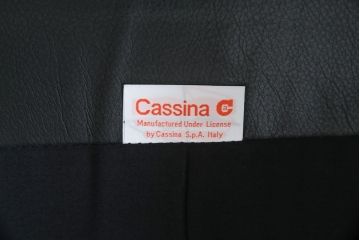 Cassina
Manufactured Under License
by Cassina S.p.A. Italy